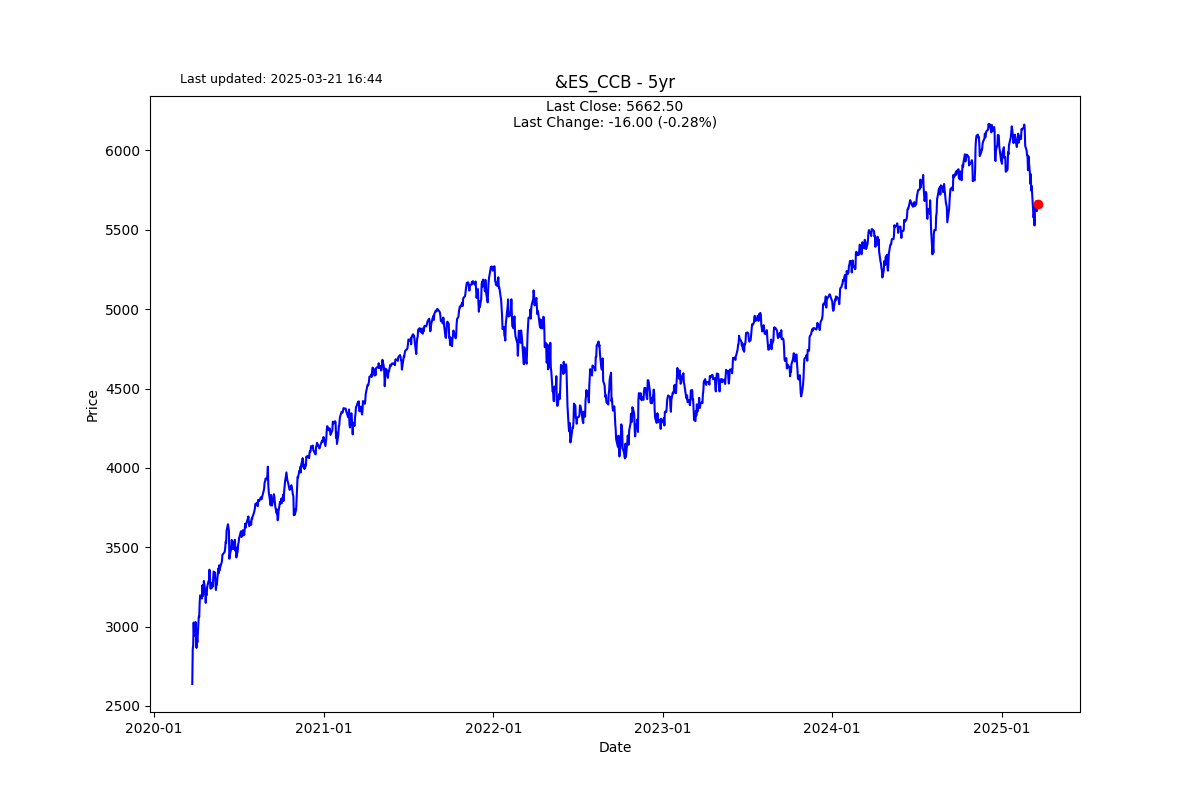 Last updated: 2025-03-21 16:44
&ES_CCB - 5yr
Last Close: 5662.50
Last Change: -16.00 (-0.28%)
6000
5500
5000
4500
4000
3500
3000
2500
Price
2020-01 2021-01 2022-01 2023-01 2024-01 2025-01
Date